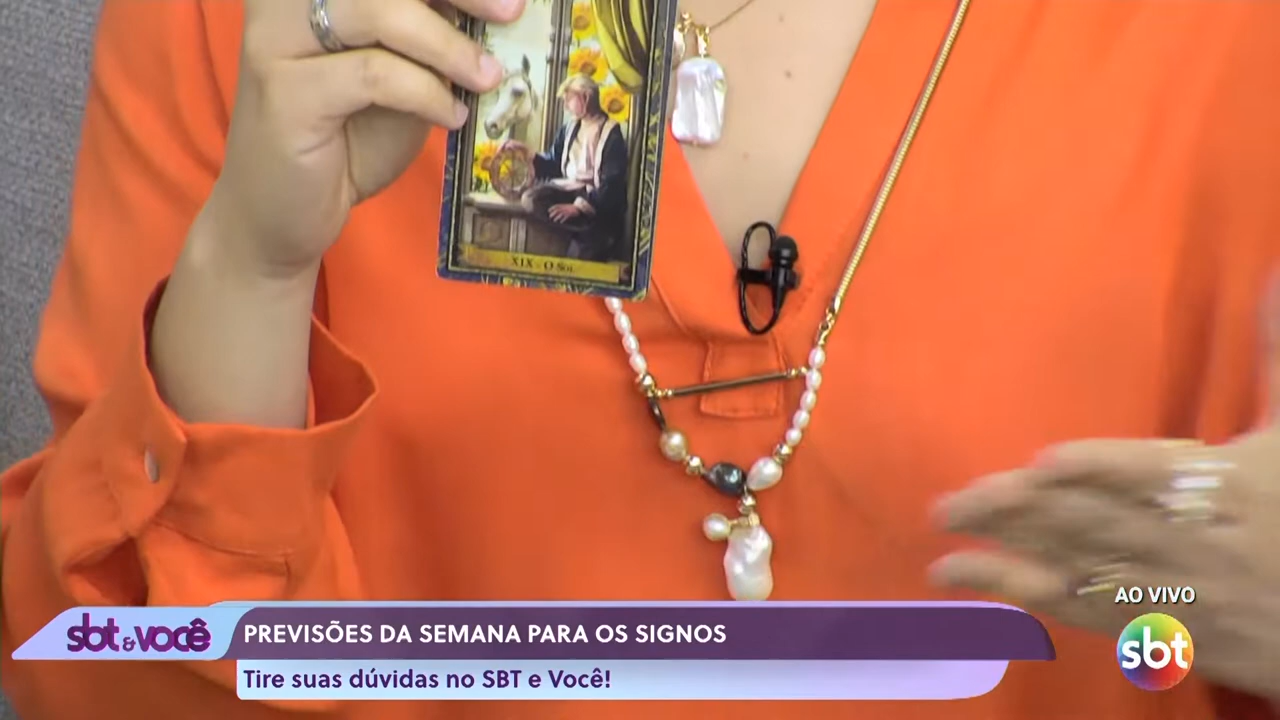 XIX - O Sol
AO VIVO
sbt&você
PREVISÕES DA SEMANA PARA OS SIGNOS
sbt
Tire suas dúvidas no SBT e Você!